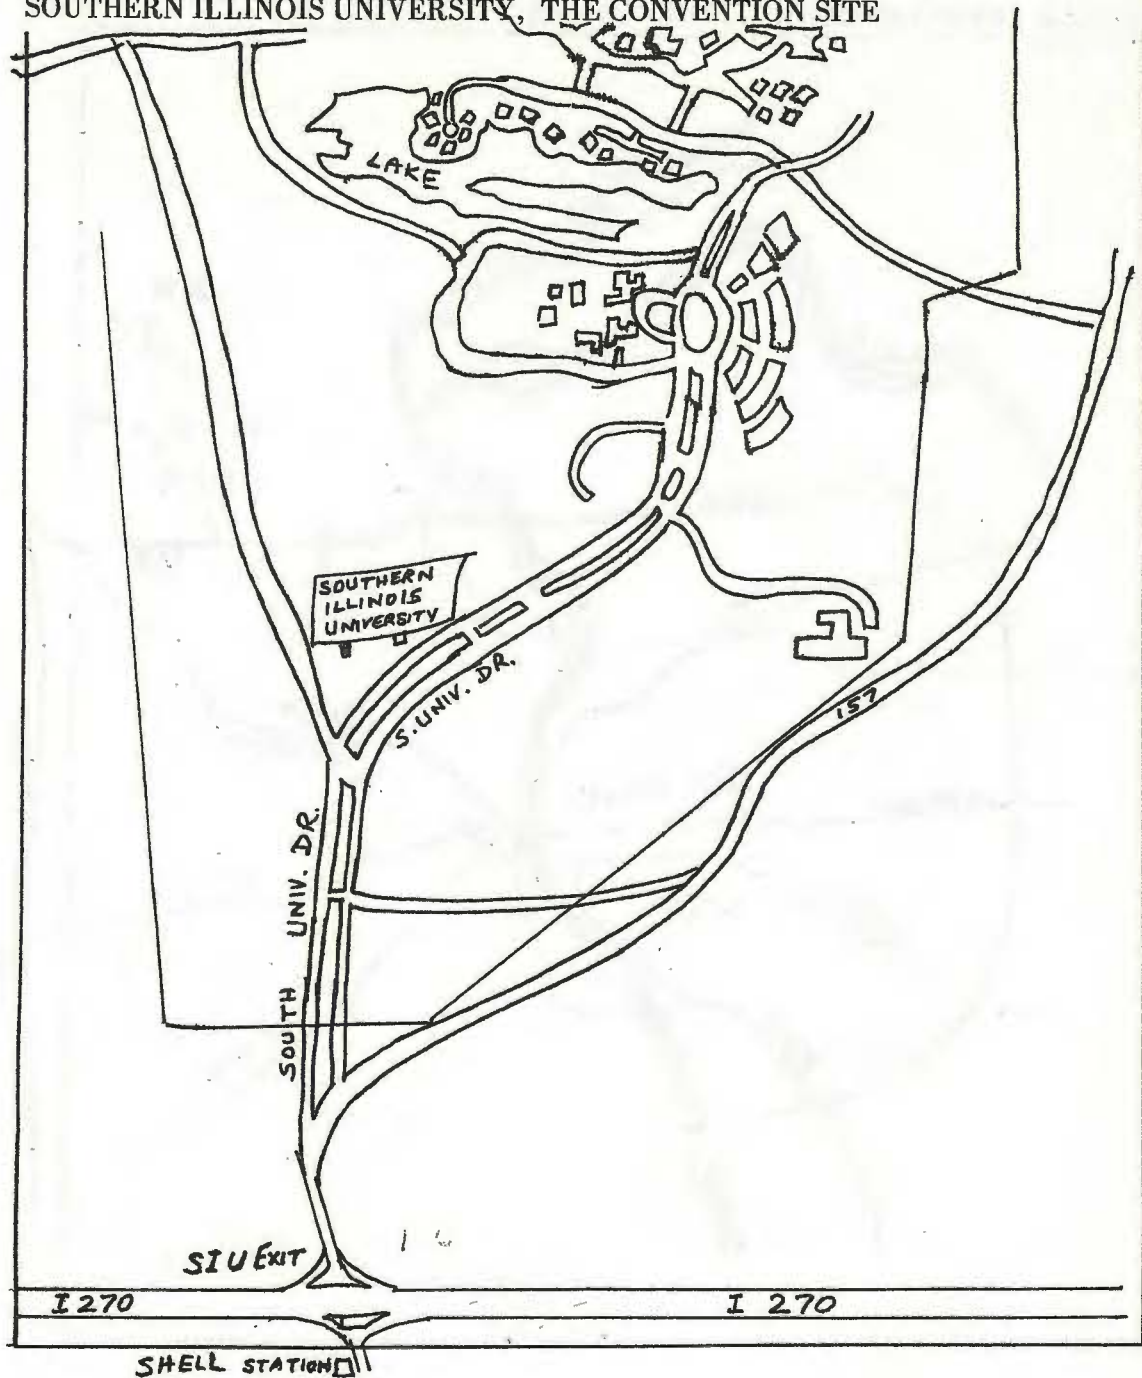 SOUTHERN ILLINOIS UNIVERSITY, THE CONVENTION SITE
LAKE
SOUTHERN
ILLINOIS
UNIVERSITY
S. UNIV. DR.
157
SOUTH UNIV. DR.
SIU EXIT
I 270
I 270
SHELL STATION